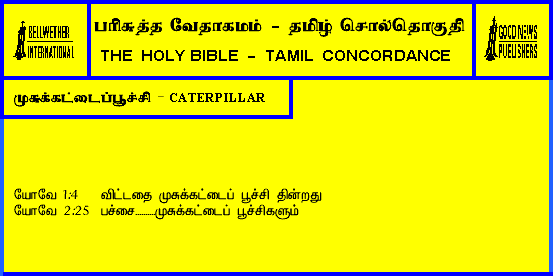 BELLWETHER
INTERNATIONAL
பரிசுத்த வேதாகமம் - தமிழ் சொல்தொகுதி
THE HOLY BIBLE - TAMIL CONCORDANCE
GOOD NEWS
PUBLISHERS
முசுக்கட்டைப்பூச்சி - CATERPILLAR
யோவே 1:4 விட்டதை முசுக்கட்டைப் பூச்சி தின்றது
யோவே 2:25 பச்சை.........முசுக்கட்டைப் பூச்சிகளும்